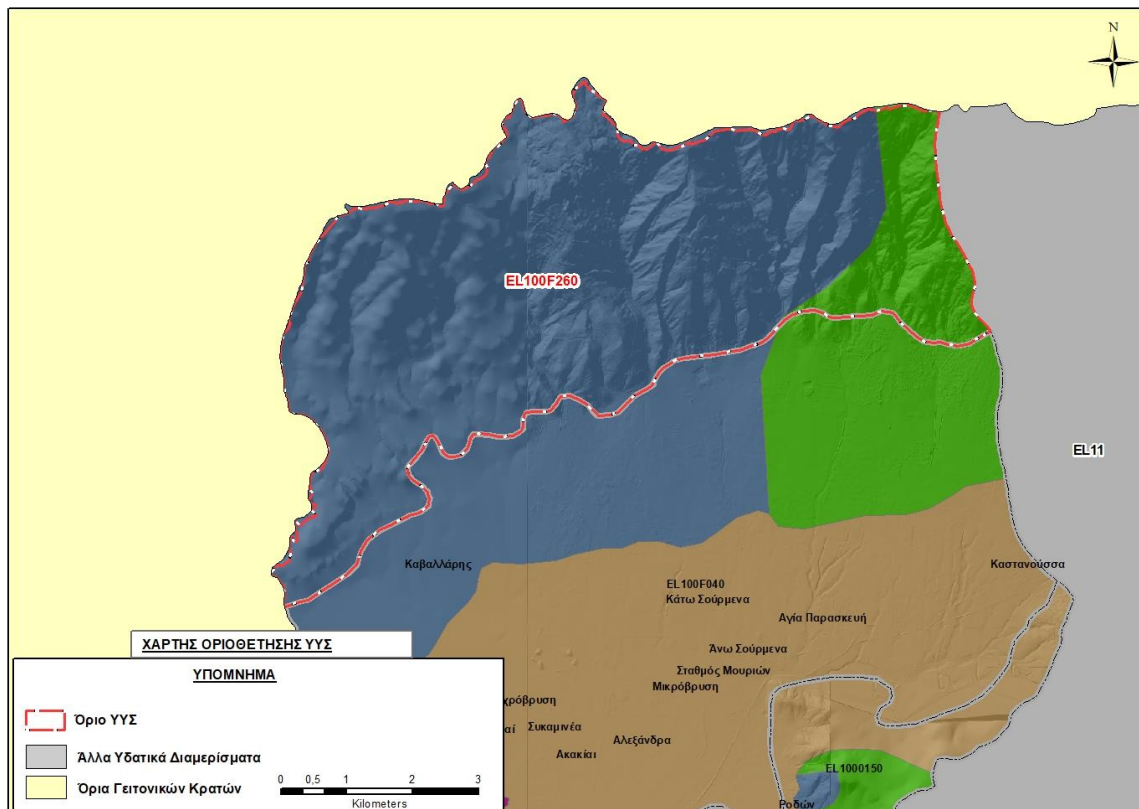 N
EL100F260
EL11
Καβαλλάρης
Καστανούσσα
EL100F040
Κάτω Σούρμενα
Αγία Παρασκευή
Άνω Σούρμενα
Σταθμός Μουριών
Μικρόβρυση
Συκαμινέα
Αλεξάνδρα
Ακακίαι
EL1000150
Ροδών
ΧΑΡΤΗΣ ΟΡΙΟΘΕΤΗΣΗΣ ΥΥΣ
ΥΠΟΜΝΗΜΑ
Όριο ΥΥΣ
Άλλα Υδατικά Διαμερίσματα
Όρια Γειτονικών Κρατών
0 0,5 1 2 3
Kilometers